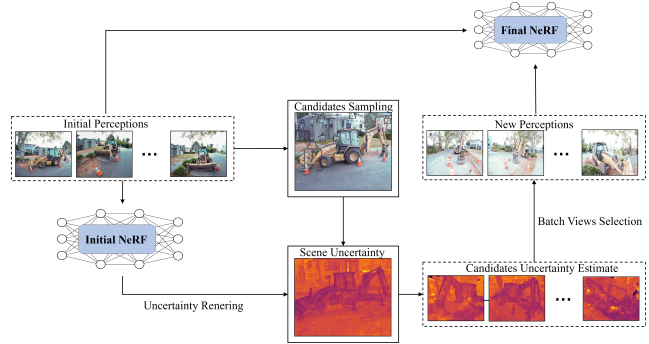 Final NeRF
Candidates Sampling
Initial Perceptions
New Perceptions
Initial NeRF
Batch Views Selection
Scene Uncertainty
Candidates Uncertainty Estimate
Uncertainty Renering